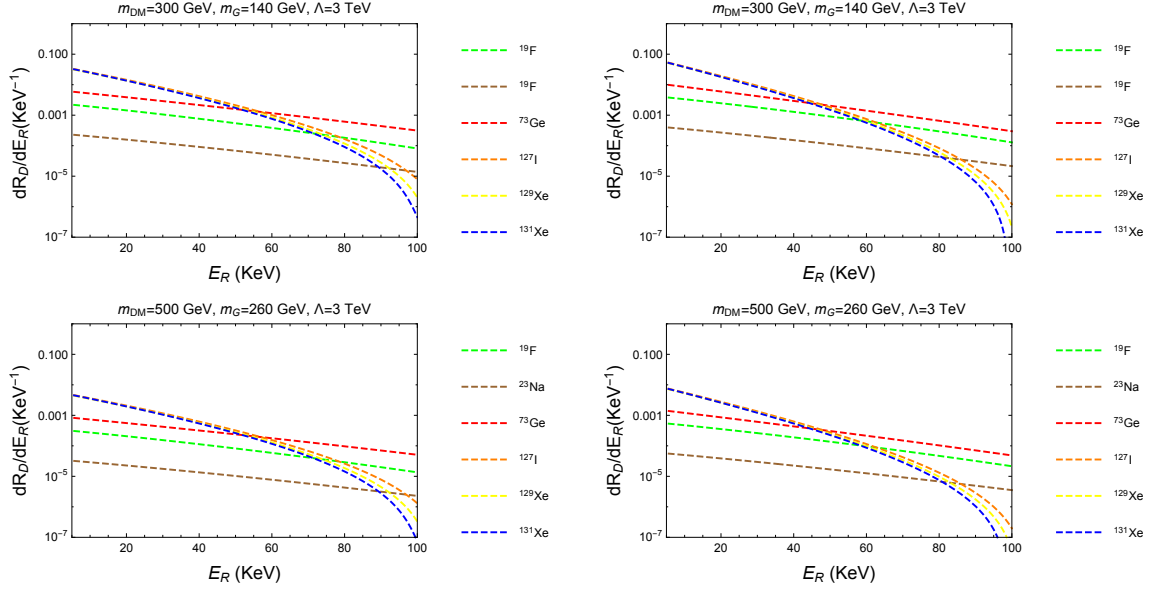 m_DM=300 GeV, m_G=140 GeV, Λ=3 TeV
dR_D/dE_R(KeV⁻¹)
0.100
0.001
10⁻⁵
10⁻⁷
20 40 60 80 100
E_R (KeV)
¹⁹F
¹⁹F
⁷³Ge
¹²⁷I
¹²⁹Xe
¹³¹Xe
m_DM=300 GeV, m_G=140 GeV, Λ=3 TeV
dR_D/dE_R(KeV⁻¹)
0.100
0.001
10⁻⁵
10⁻⁷
20 40 60 80 100
E_R (KeV)
¹⁹F
¹⁹F
⁷³Ge
¹²⁷I
¹²⁹Xe
¹³¹Xe
m_DM=500 GeV, m_G=260 GeV, Λ=3 TeV
dR_D/dE_R(KeV⁻¹)
0.100
0.001
10⁻⁵
10⁻⁷
20 40 60 80 100
E_R (KeV)
¹⁹F
²³Na
⁷³Ge
¹²⁷I
¹²⁹Xe
¹³¹Xe
m_DM=500 GeV, m_G=260 GeV, Λ=3 TeV
dR_D/dE_R(KeV⁻¹)
0.100
0.001
10⁻⁵
10⁻⁷
20 40 60 80 100
E_R (KeV)
¹⁹F
²³Na
⁷³Ge
¹²⁷I
¹²⁹Xe
¹³¹Xe